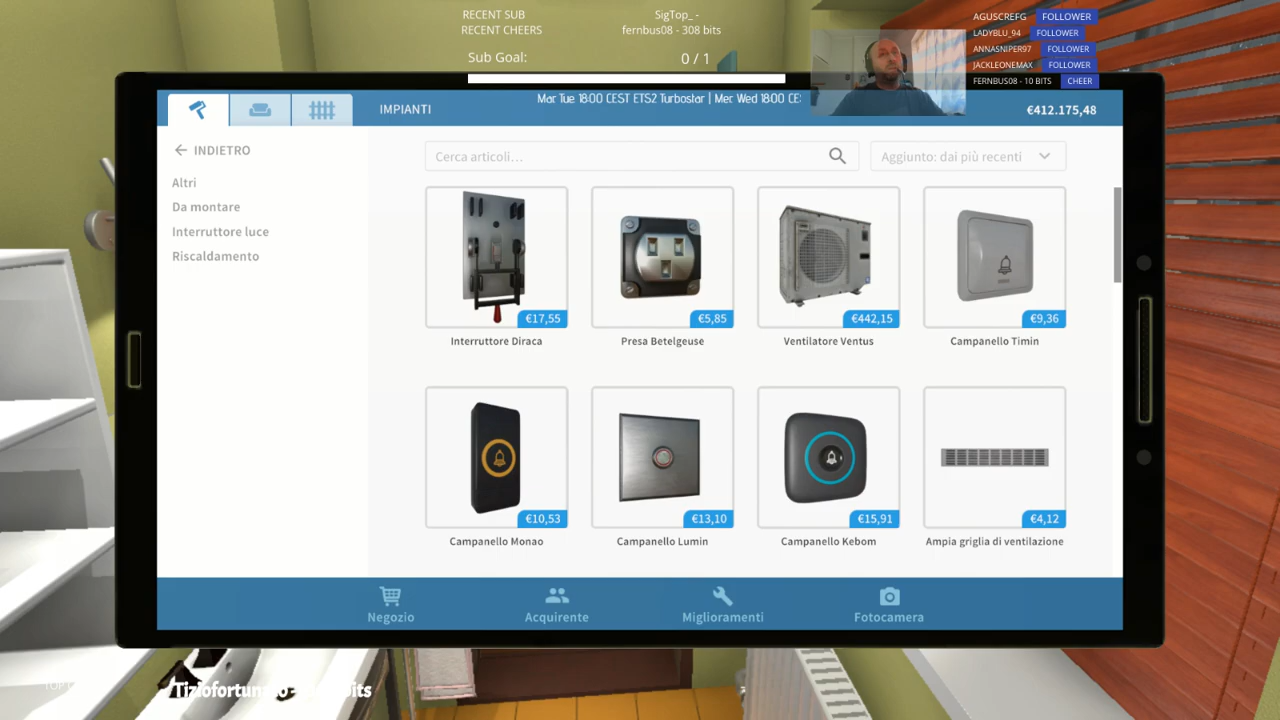 RECENT SUB SigTop_ -
RECENT CHEERS fernbus08 - 308 bits
Sub Goal: 0 / 1
AGUSCREFG FOLLOWER
LADYBLU_94 FOLLOWER
ANNASNIPER97 FOLLOWER
JACKLEONEMAX FOLLOWER
FERNBUS08 - 10 BITS CHEER
IMPIANTI
Mar Tue 18:00 CEST ETS2 Turbostar | Mer Wed 18:00 CE
€412.175,48
INDIETRO
Altri
Da montare
Interruttore luce
Riscaldamento
Cerca articoli...
Aggiunto: dai più recenti
€17,55
€5,85
€442,15
€9,36
Interruttore Diraca
Presa Betelgeuse
Ventilatore Ventus
Campanello Timin
€10,53
€13,10
€15,91
€4,12
Campanello Monao
Campanello Lumin
Campanello Kebom
Ampia griglia di ventilazione
Negozio
Acquirente
Miglioramenti
Fotocamera
bits